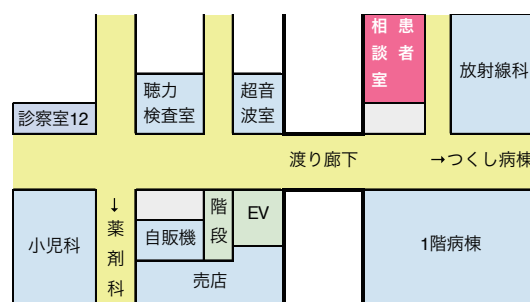 患者
相談室
放射線科
聴力
検査室
超音
波室
診察室12
渡り廊下
→つくし病棟
↓薬剤科
階段
EV
小児科
自販機
1階病棟
売店